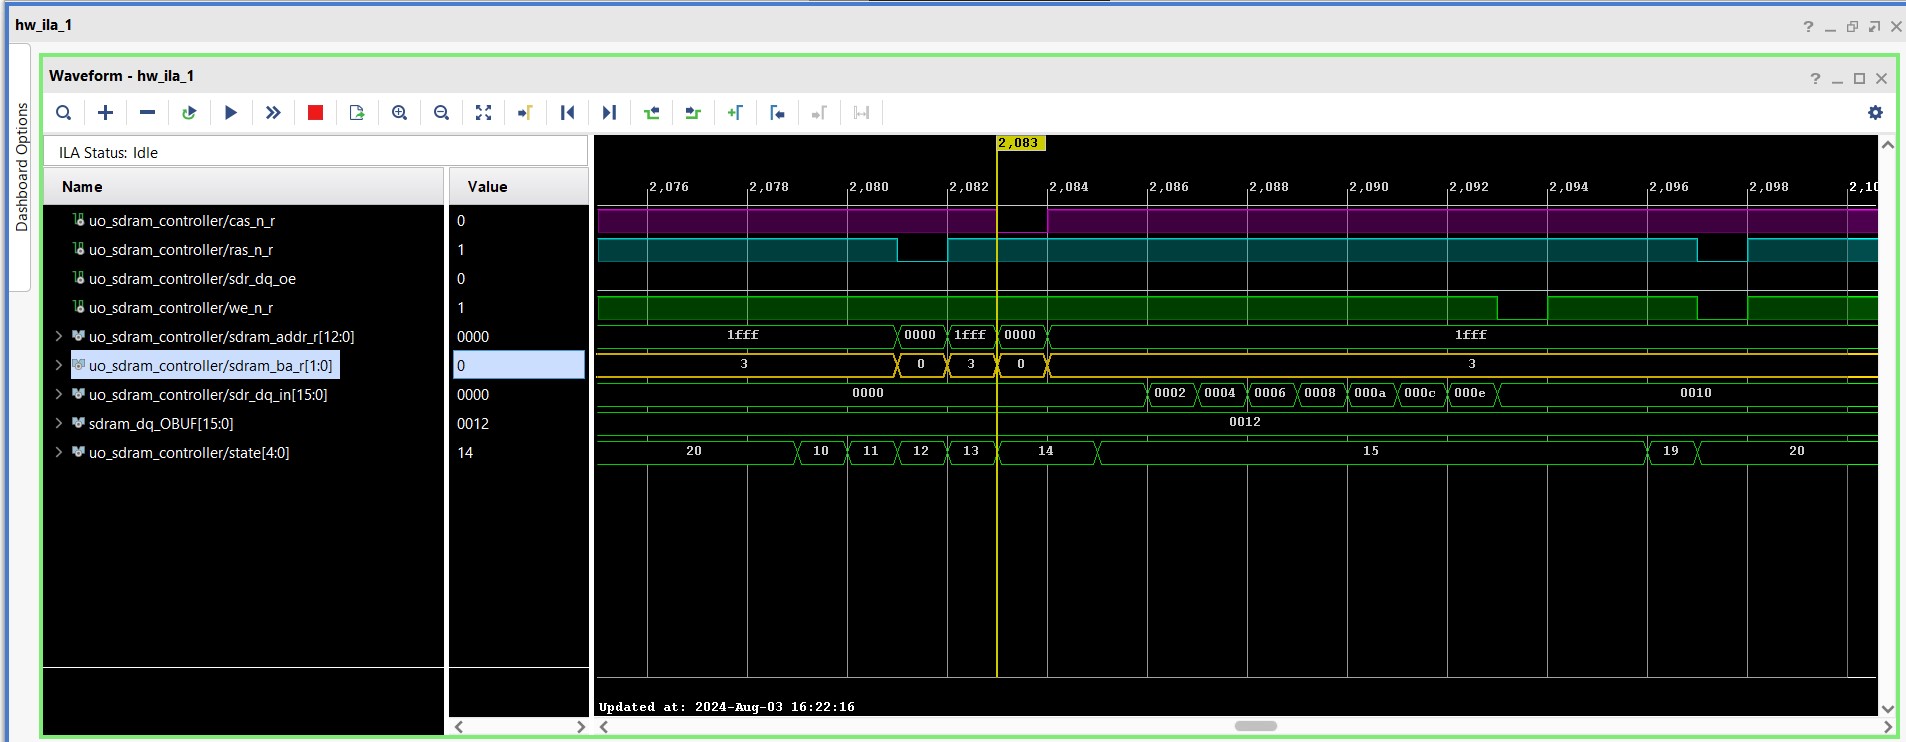 hw_ila_1
Dashboard Options
Waveform - hw_ila_1
ILA Status: Idle
Name Value
2,083
2,076 2,078 2,080 2,082 2,084 2,086 2,088 2,090 2,092 2,094 2,096 2,098 2,10
uo_sdram_controller/cas_n_r 0
uo_sdram_controller/ras_n_r 1
uo_sdram_controller/sdr_dq_oe 0
uo_sdram_controller/we_n_r 1
uo_sdram_controller/sdram_addr_r[12:0] 0000 1fff 0000 1fff 0000 1fff
uo_sdram_controller/sdram_ba_r[1:0] 0 3 0 3 0 3
uo_sdram_controller/sdr_dq_in[15:0] 0000 0000 0002 0004 0006 0008 000a 000c 000e 0010
sdram_dq_OBUF[15:0] 0012 0012
uo_sdram_controller/state[4:0] 14 20 10 11 12 13 14 15 19 20
Updated at: 2024-Aug-03 16:22:16